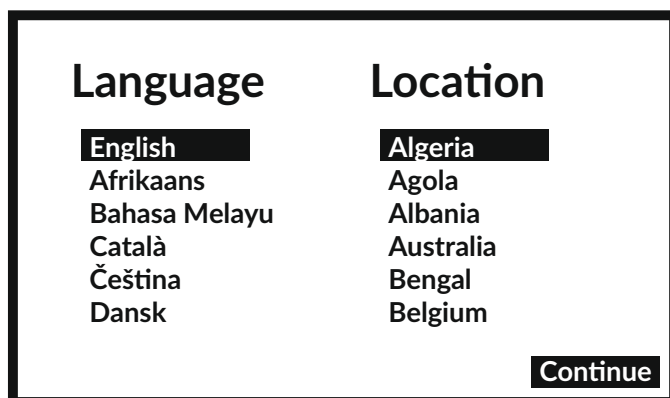 Language
Location
English
Afrikaans
Bahasa Melayu
Català
Čeština
Dansk
Algeria
Agola
Albania
Australia
Bengal
Belgium
Continue